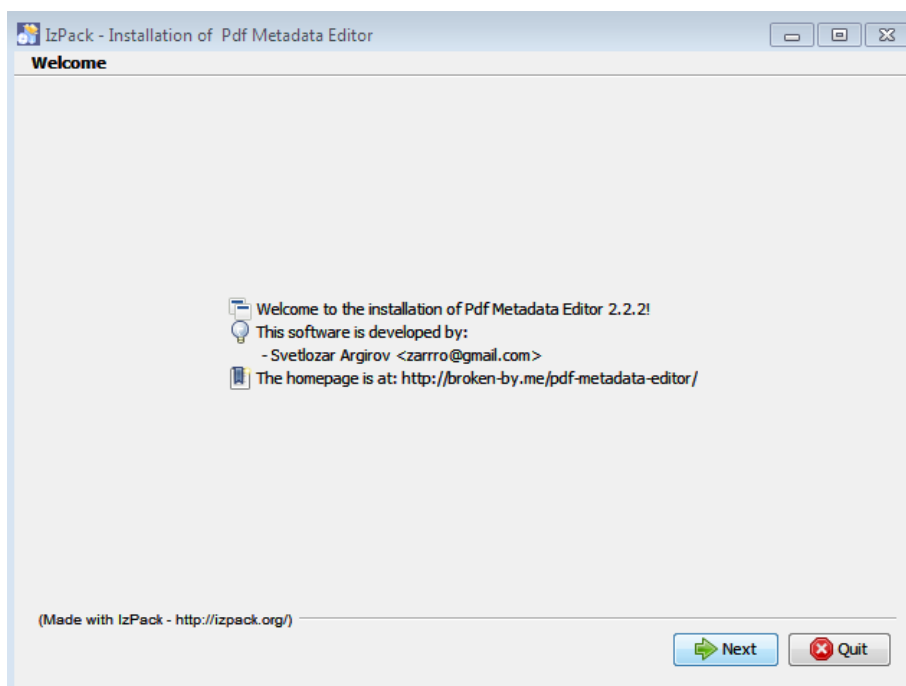 IzPack - Installation of Pdf Metadata Editor
Welcome
Welcome to the installation of Pdf Metadata Editor 2.2.2!
This software is developed by:
- Svetlozar Argirov <zarrro@gmail.com>
The homepage is at: http://broken-by.me/pdf-metadata-editor/
(Made with IzPack - http://izpack.org/)
Next Quit